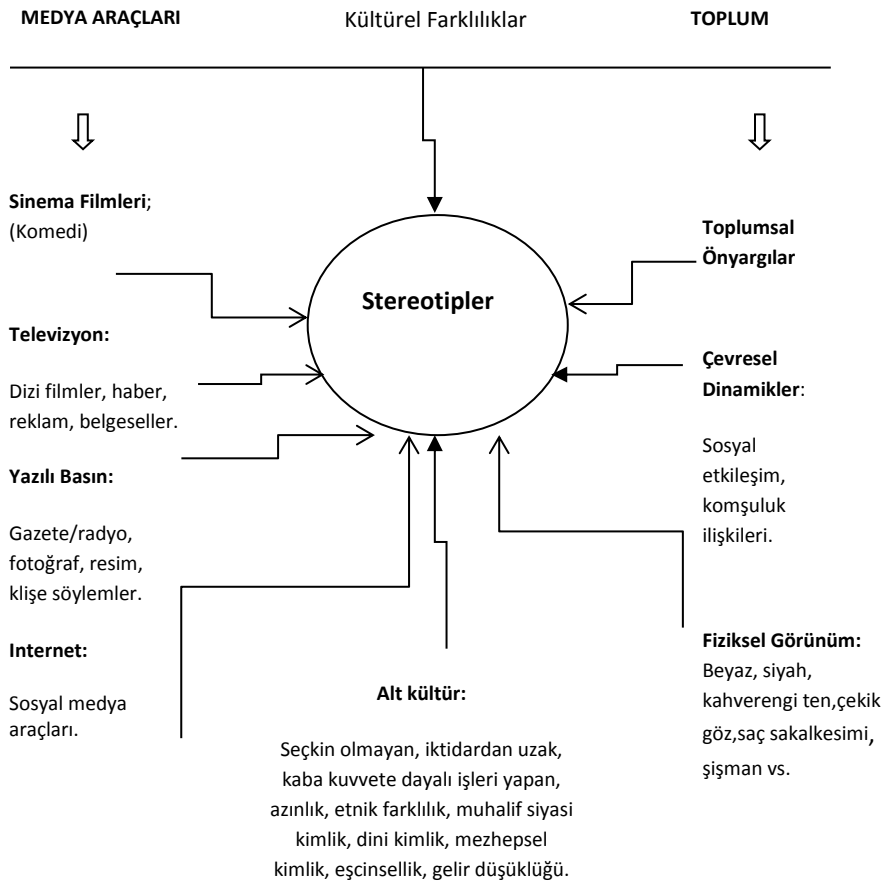 MEDYA ARAÇLARI
Kültürel Farklılıklar
TOPLUM
Sinema Filmleri;
(Komedi)
Televizyon:
Dizi filmler, haber,
reklam, belgeseller.
Yazılı Basın:
Gazete/radyo,
fotoğraf, resim,
klişe söylemler.
Internet:
Sosyal medya
araçları.
Stereotipler
Alt kültür:
Seçkin olmayan, iktidardan uzak,
kaba kuvvete dayalı işleri yapan,
azınlık, etnik farklılık, muhalif siyasi
kimlik, dini kimlik, mezhepsel
kimlik, eşcinsellik, gelir düşüklüğü.
Toplumsal
Önyargılar
Çevresel
Dinamikler:
Sosyal
etkileşim,
komşuluk
ilişkileri.
Fiziksel Görünüm:
Beyaz, siyah,
kahverengi ten,çekik
göz,saç sakalkesimi,
şişman vs.